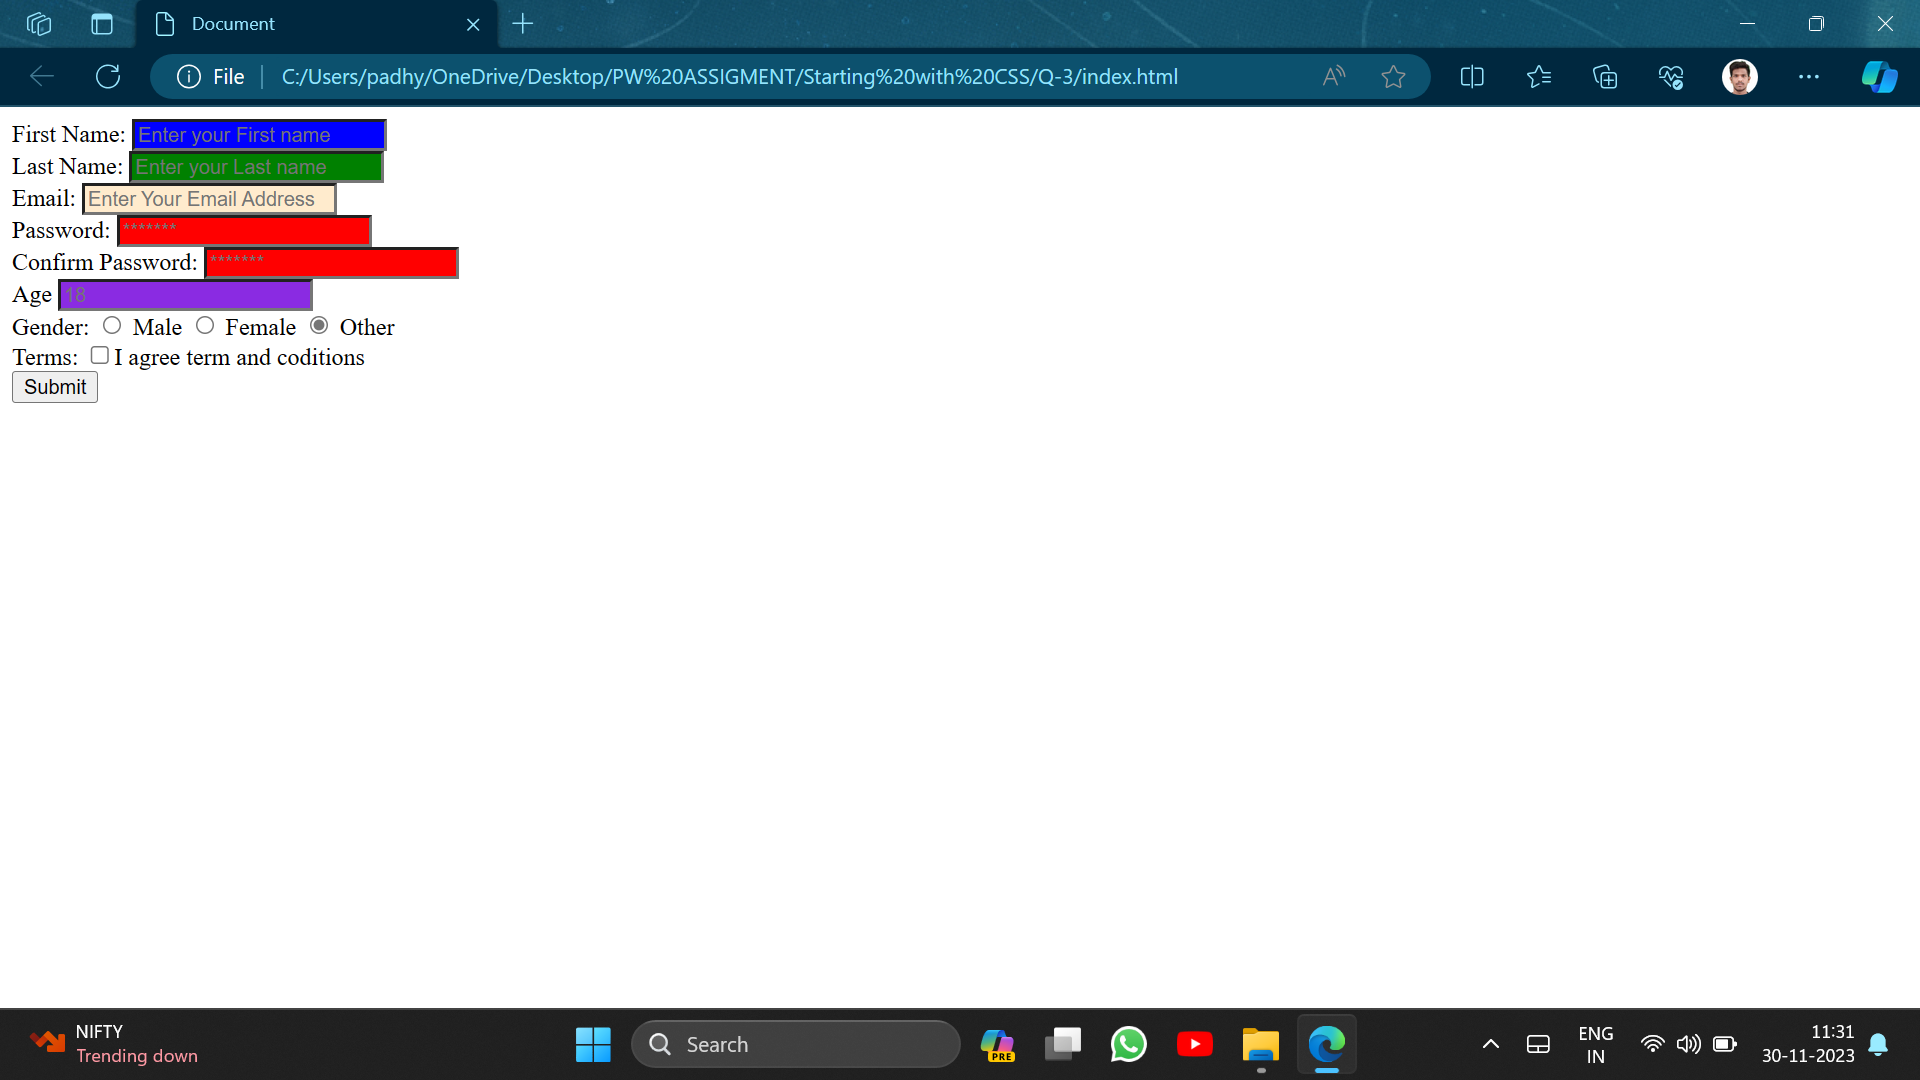 Document
File C:/Users/padhy/OneDrive/Desktop/PW%20ASSIGMENT/Starting%20with%20CSS/Q-3/index.html
First Name: Enter your First name
Last Name: Enter your Last name
Email: Enter Your Email Address
Password: *******
Confirm Password: *******
Age 18
Gender: Male Female Other
Terms: I agree term and coditions
Submit
NIFTY
Trending down
Search
PRE
ENG
IN
11:31
30-11-2023